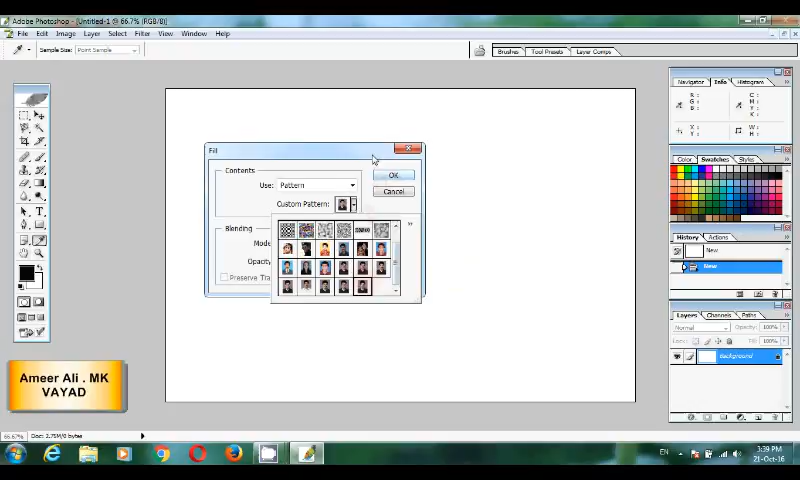 Adobe Photoshop - [Untitled-1 @ 66.7% (RGB/8)]
File Edit Image Layer Select Filter View Window Help
Sample Size: Point Sample
Brushes Tool Presets Layer Comps
Navigator Info Histogram
R: C:
G: M:
B: Y:
K:
X: W:
Y: H:
Fill
Contents
Use: Pattern
OK
Cancel
Custom Pattern:
Blending
Mode
Opacity
Preserve Tra
Color Swatches Styles
History Actions
New
New
Layers Channels Paths
Normal Opacity: 100%
Lock: Fill: 100%
Background
Ameer Ali . MK
VAYAD
66.67% Doc: 2.75M/0 bytes
EN
3:39 PM
21-Oct-16